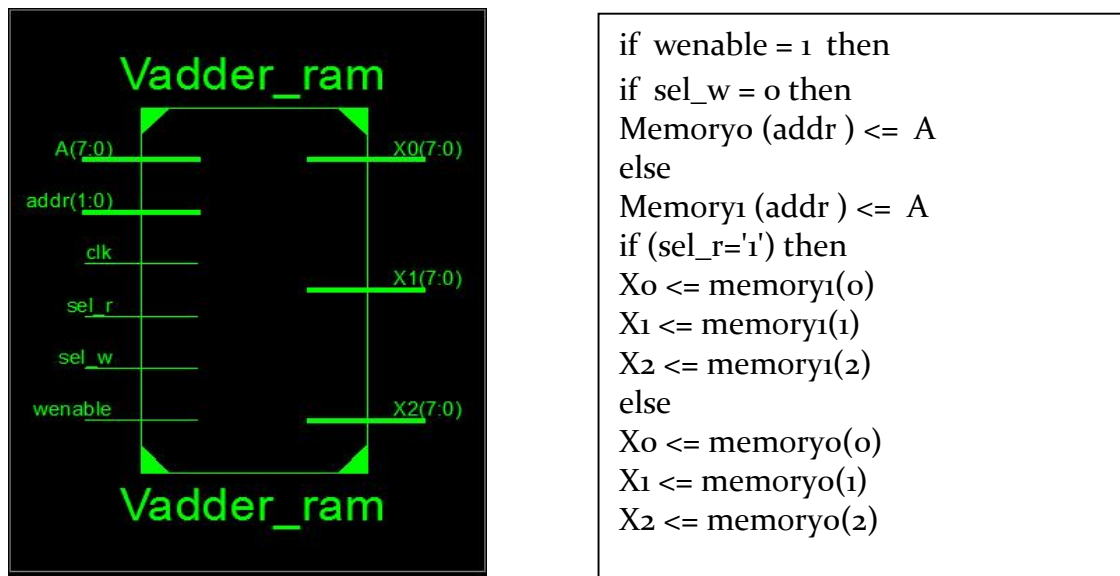 Vadder_ram
A(7:0)
addr(1:0)
clk
sel_r
sel_w
wenable
X0(7:0)
X1(7:0)
X2(7:0)
Vadder_ram
if wenable = 1 then
if sel_w = 0 then
Memory0 (addr ) <= A
else
Memory1 (addr ) <= A
if (sel_r='1') then
X0 <= memory1(0)
X1 <= memory1(1)
X2 <= memory1(2)
else
X0 <= memory0(0)
X1 <= memory0(1)
X2 <= memory0(2)